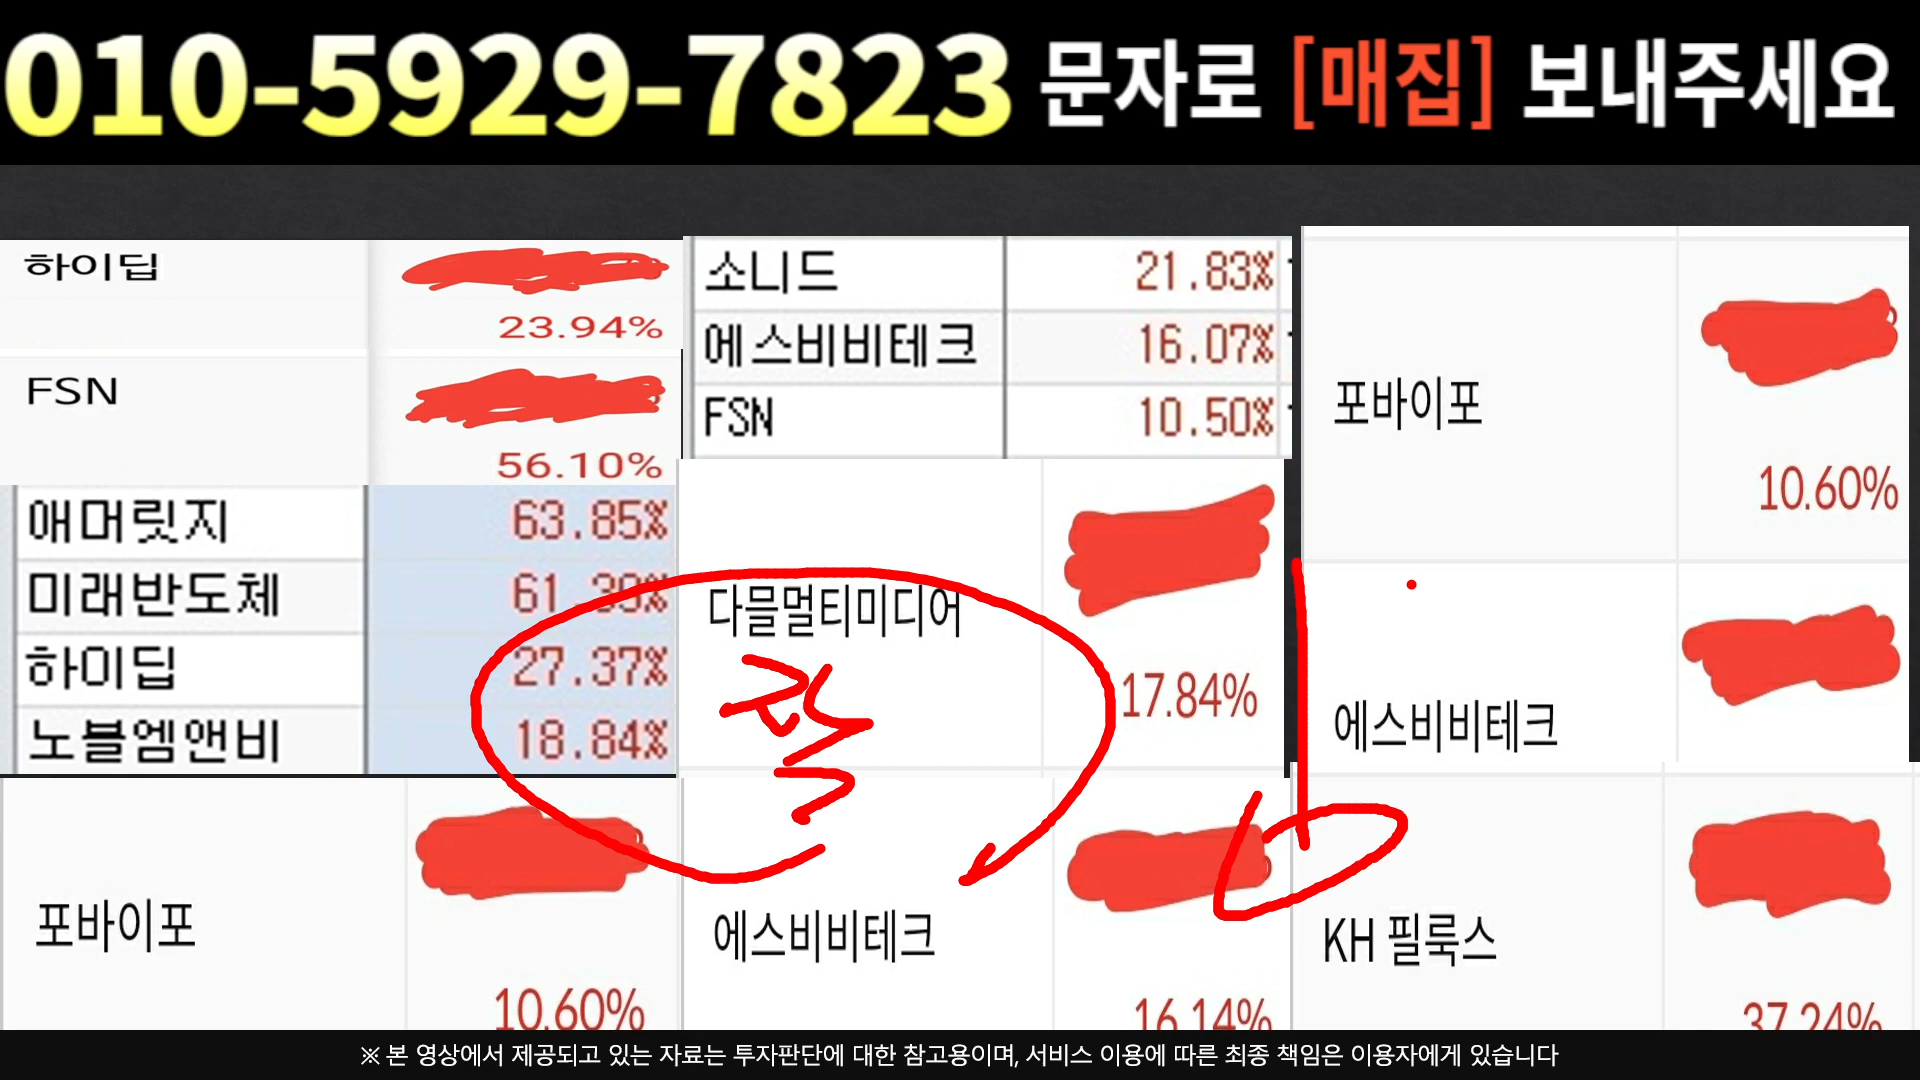 010-5929-7823 문자로 [매집] 보내주세요
하이딥
23.94%
FSN
56.10%
애머릿지 63.85%
미래반도체 61.39%
하이딥 27.37%
노블엠앤비 18.84%
소니드 21.83%
에스비비테크 16.07%
FSN 10.50%
다믈멀티미디어
17.84%
포바이포
10.60%
에스비비테크
포바이포
10.60%
에스비비테크
16.14%
KH 필룩스
37.24%
※ 본 영상에서 제공되고 있는 자료는 투자판단에 대한 참고용이며, 서비스 이용에 따른 최종 책임은 이용자에게 있습니다